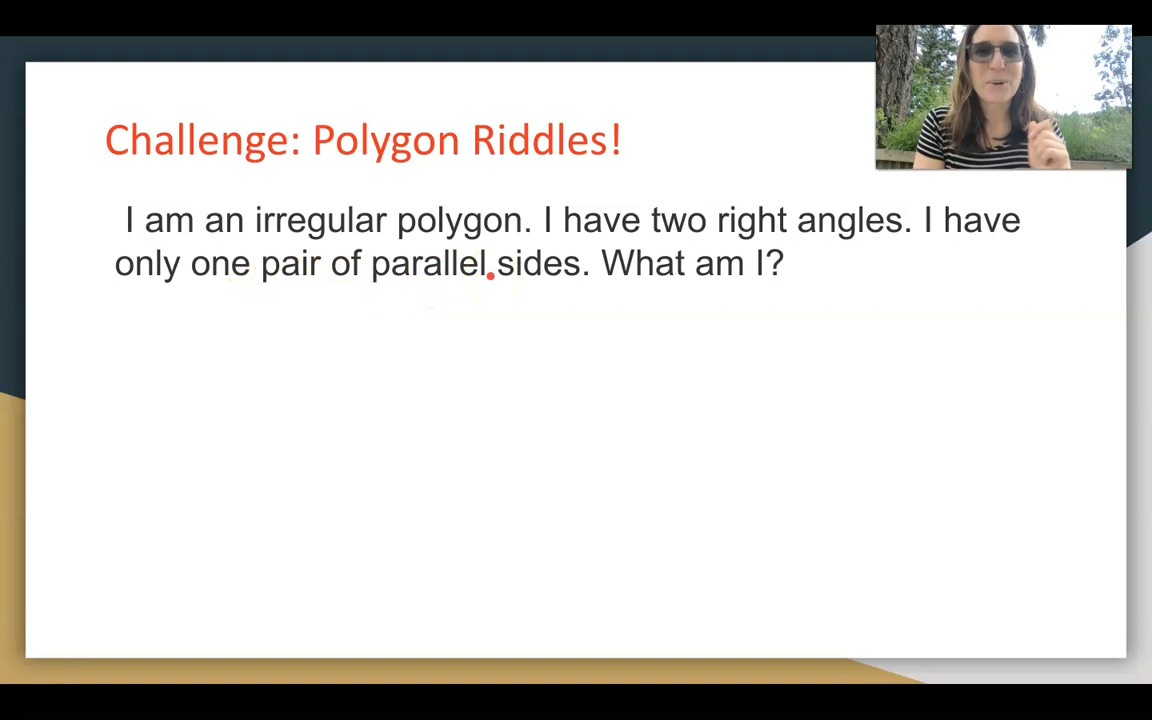 Challenge: Polygon Riddles!
I am an irregular polygon. I have two right angles. I have
only one pair of parallel sides. What am I?